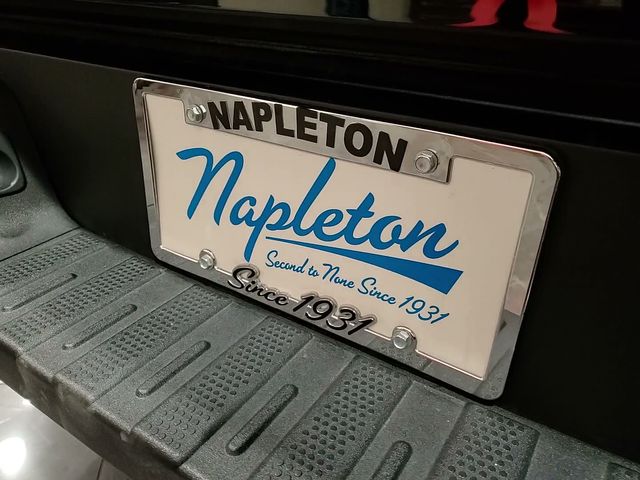 NAPLETON
Napleton
Second to None Since 1931
Since 1931